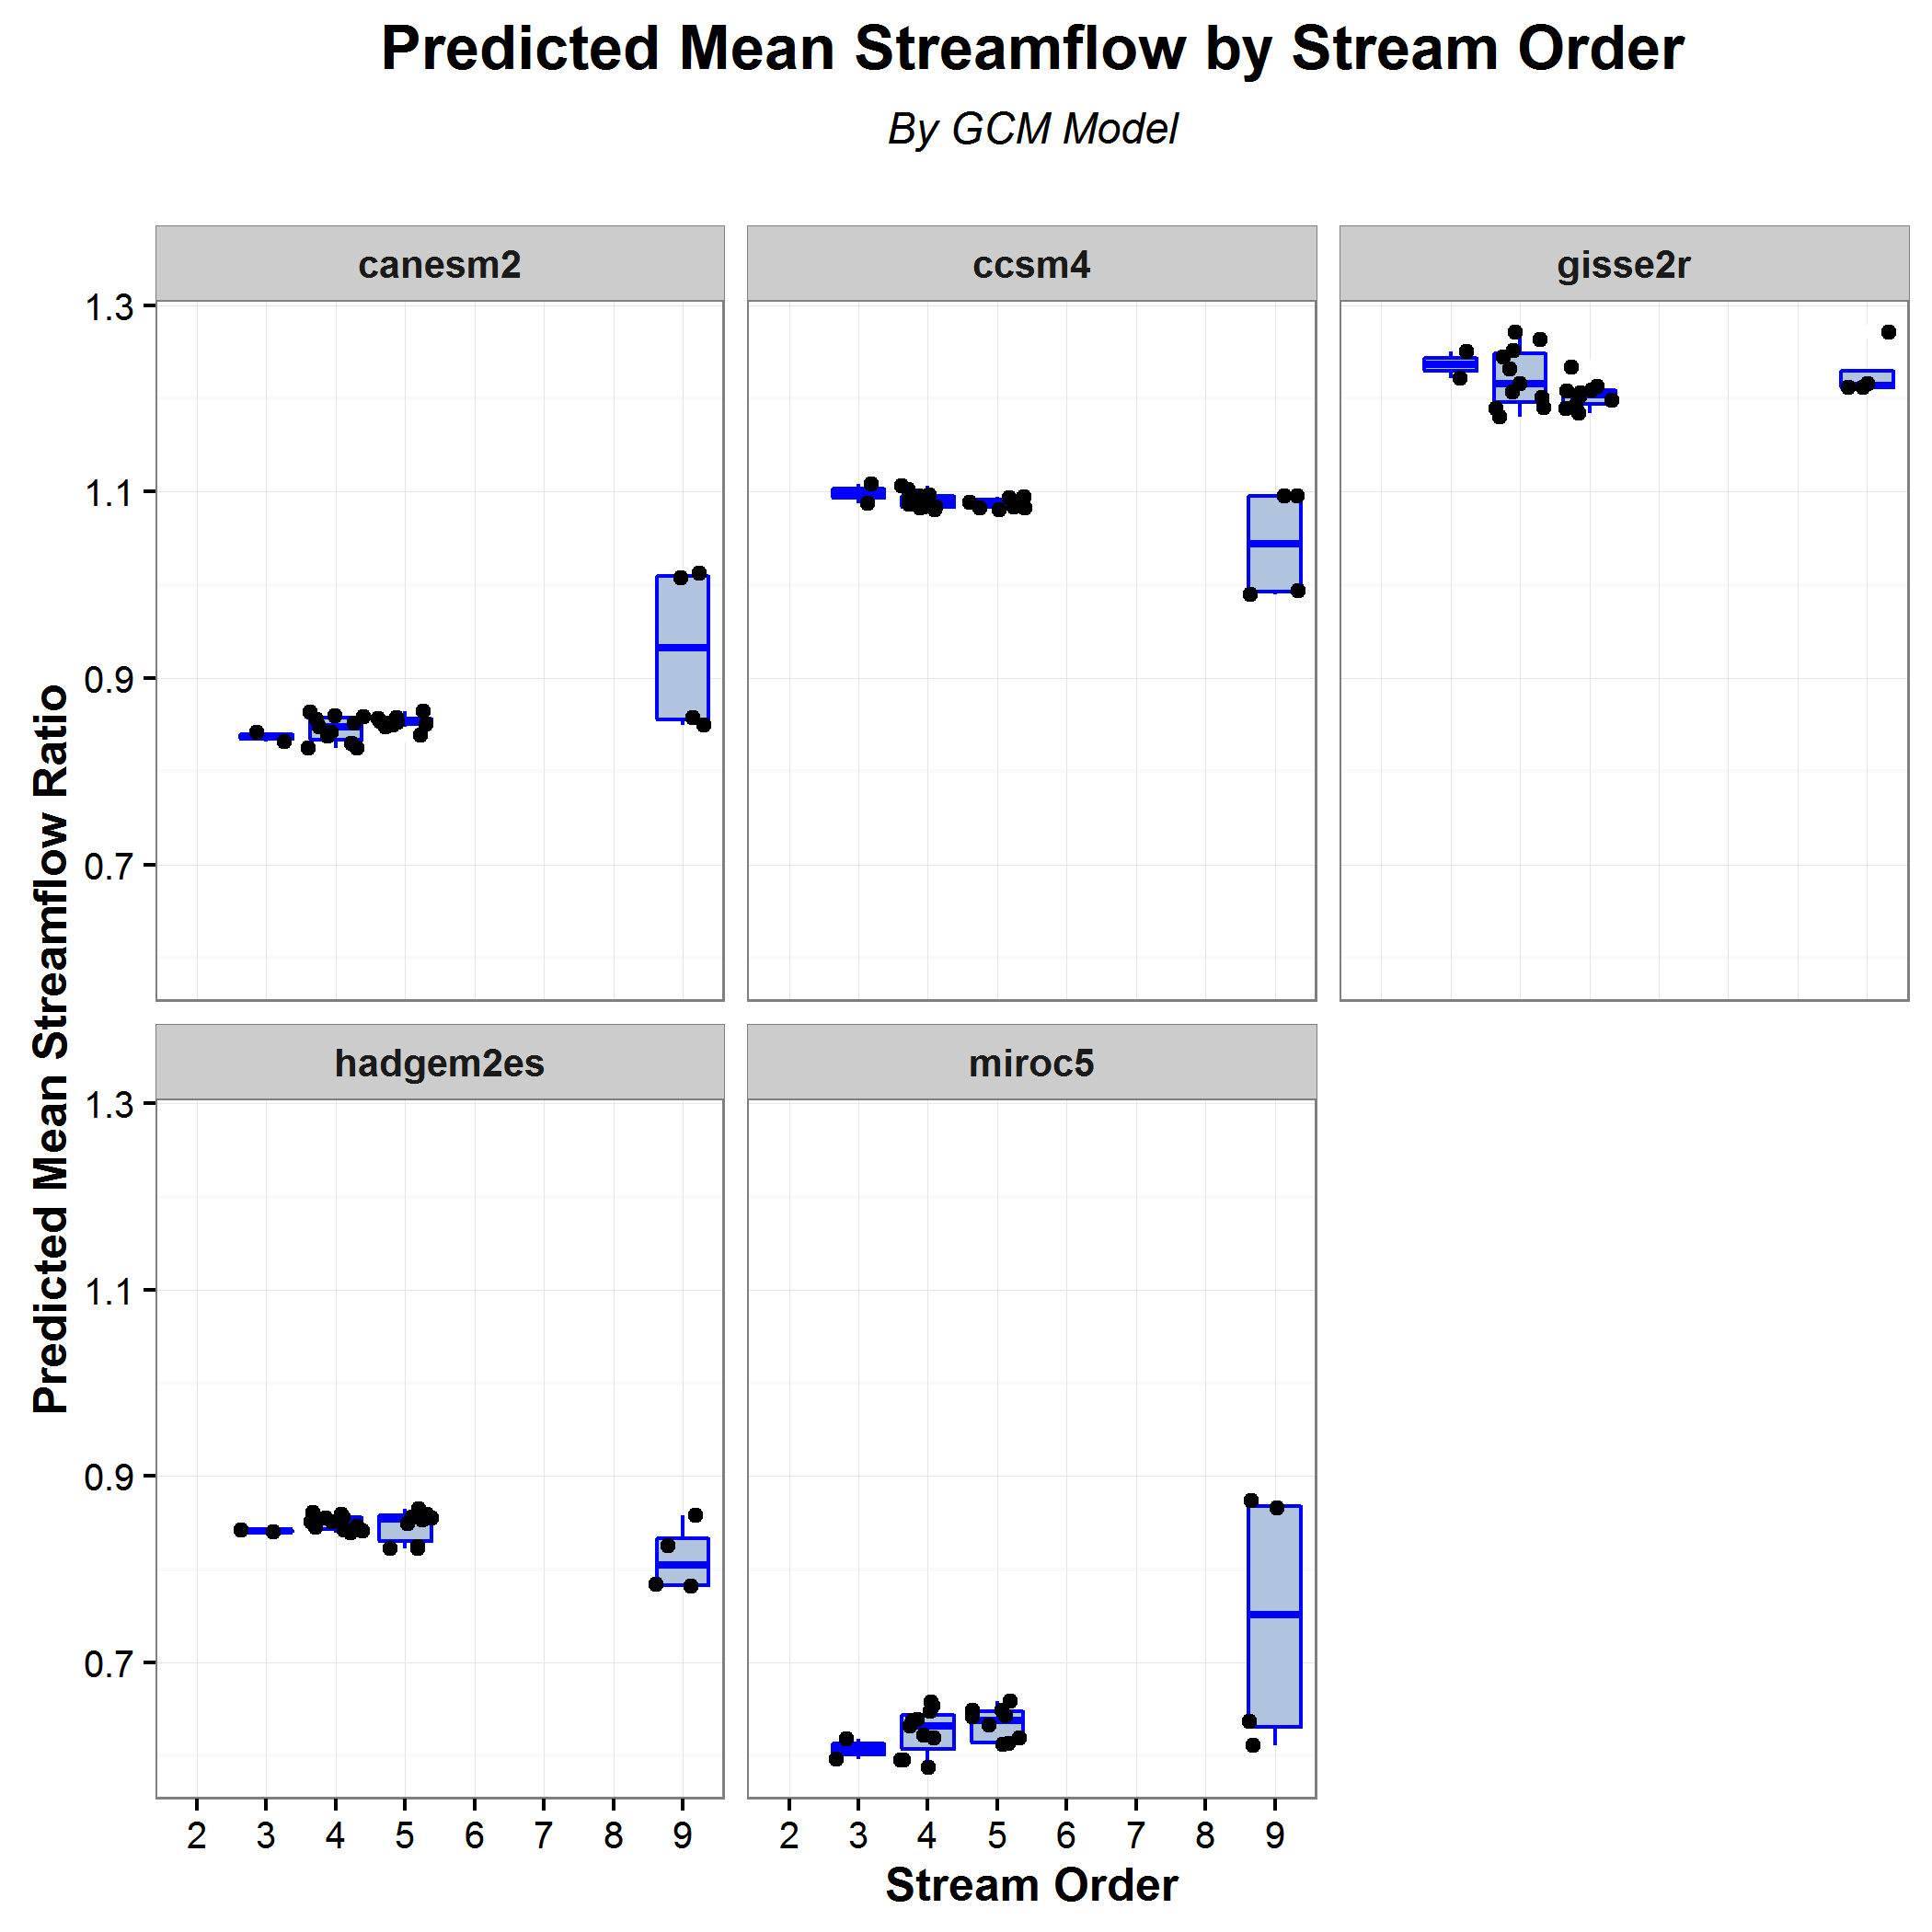 Predicted Mean Streamflow by Stream Order
By GCM Model
canesm2
ccsm4
gisse2r
1.3
1.1
0.9
0.7
Predicted Mean Streamflow Ratio
hadgem2es
miroc5
1.3
1.1
0.9
0.7
2 3 4 5 6 7 8 9
2 3 4 5 6 7 8 9
Stream Order